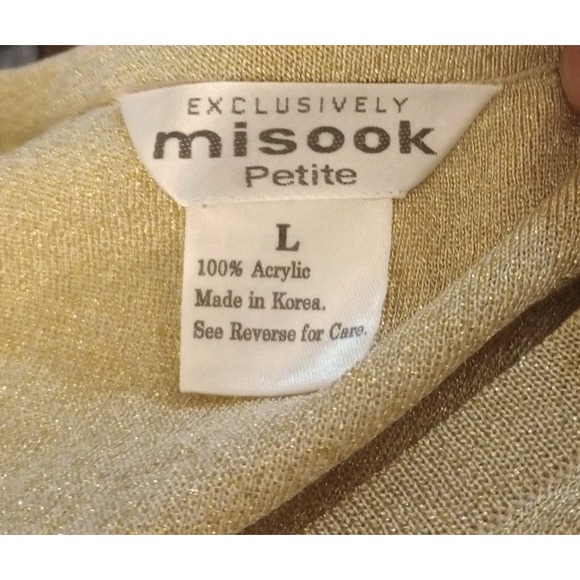 EXCLUSIVELY
misook
Petite
L
100% Acrylic
Made in Korea.
See Reverse for Care.